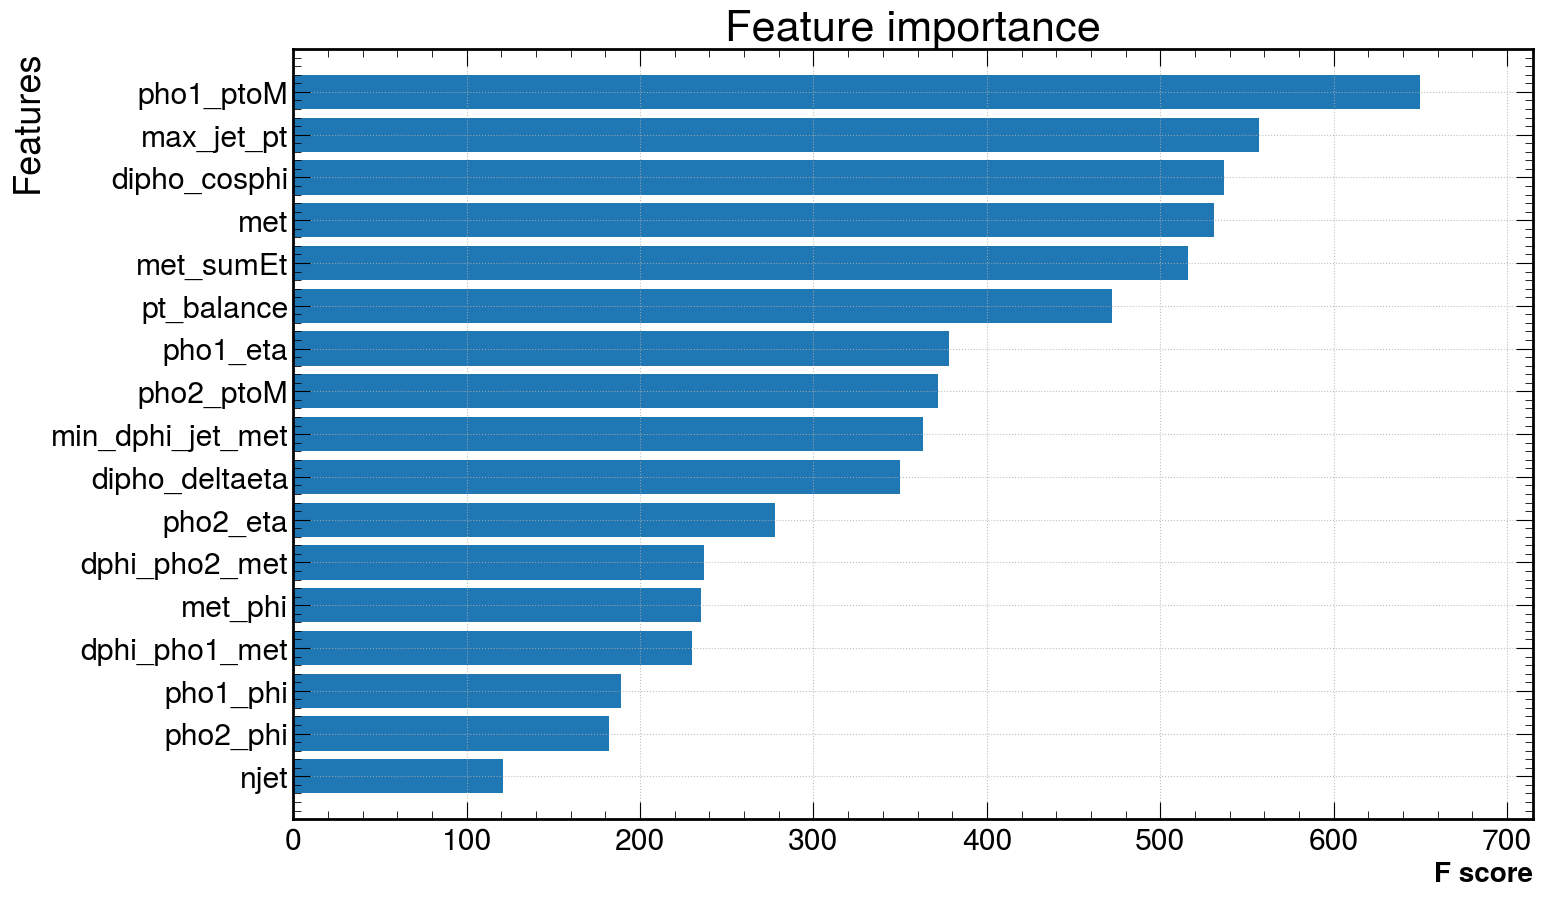 Feature importance
Features
pho1_ptoM
max_jet_pt
dipho_cosphi
met
met_sumEt
pt_balance
pho1_eta
pho2_ptoM
min_dphi_jet_met
dipho_deltaeta
pho2_eta
dphi_pho2_met
met_phi
dphi_pho1_met
pho1_phi
pho2_phi
njet
0 100 200 300 400 500 600 700
F score